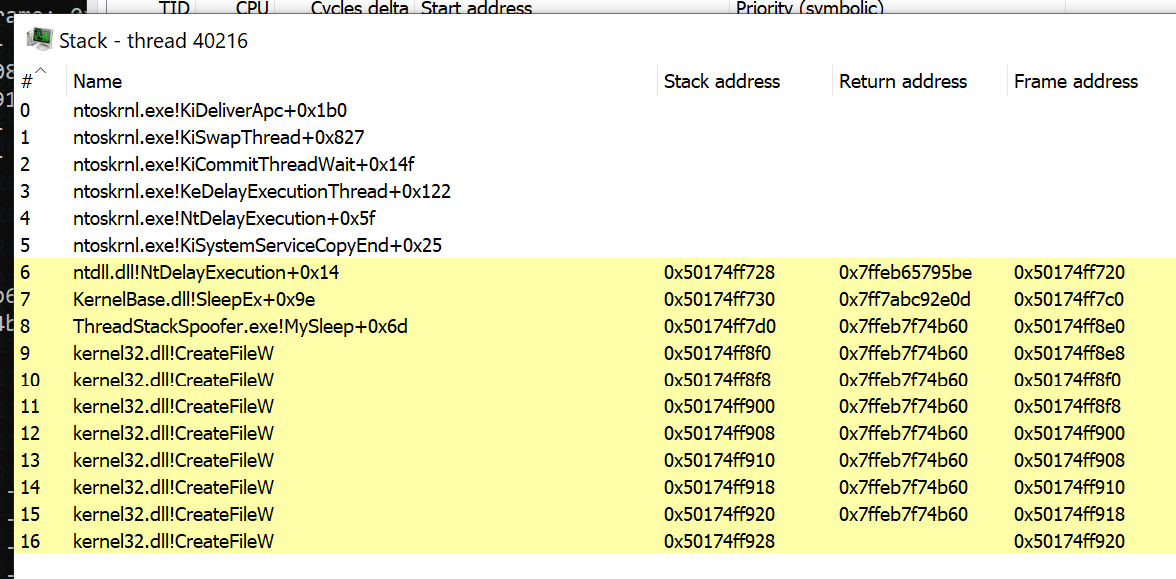 TID CPU Cycles delta Start address Priority (symbolic)
Stack - thread 40216
# Name Stack address Return address Frame address
0 ntoskrnl.exe!KiDeliverApc+0x1b0
1 ntoskrnl.exe!KiSwapThread+0x827
2 ntoskrnl.exe!KiCommitThreadWait+0x14f
3 ntoskrnl.exe!KeDelayExecutionThread+0x122
4 ntoskrnl.exe!NtDelayExecution+0x5f
5 ntoskrnl.exe!KiSystemServiceCopyEnd+0x25
6 ntdll.dll!NtDelayExecution+0x14 0x50174ff728 0x7ffeb65795be 0x50174ff720
7 KernelBase.dll!SleepEx+0x9e 0x50174ff730 0x7ff7abc92e0d 0x50174ff7c0
8 ThreadStackSpoofer.exe!MySleep+0x6d 0x50174ff7d0 0x7ffeb7f74b60 0x50174ff8e0
9 kernel32.dll!CreateFileW 0x50174ff8f0 0x7ffeb7f74b60 0x50174ff8e8
10 kernel32.dll!CreateFileW 0x50174ff8f8 0x7ffeb7f74b60 0x50174ff8f0
11 kernel32.dll!CreateFileW 0x50174ff900 0x7ffeb7f74b60 0x50174ff8f8
12 kernel32.dll!CreateFileW 0x50174ff908 0x7ffeb7f74b60 0x50174ff900
13 kernel32.dll!CreateFileW 0x50174ff910 0x7ffeb7f74b60 0x50174ff908
14 kernel32.dll!CreateFileW 0x50174ff918 0x7ffeb7f74b60 0x50174ff910
15 kernel32.dll!CreateFileW 0x50174ff920 0x7ffeb7f74b60 0x50174ff918
16 kernel32.dll!CreateFileW 0x50174ff928 0x50174ff920